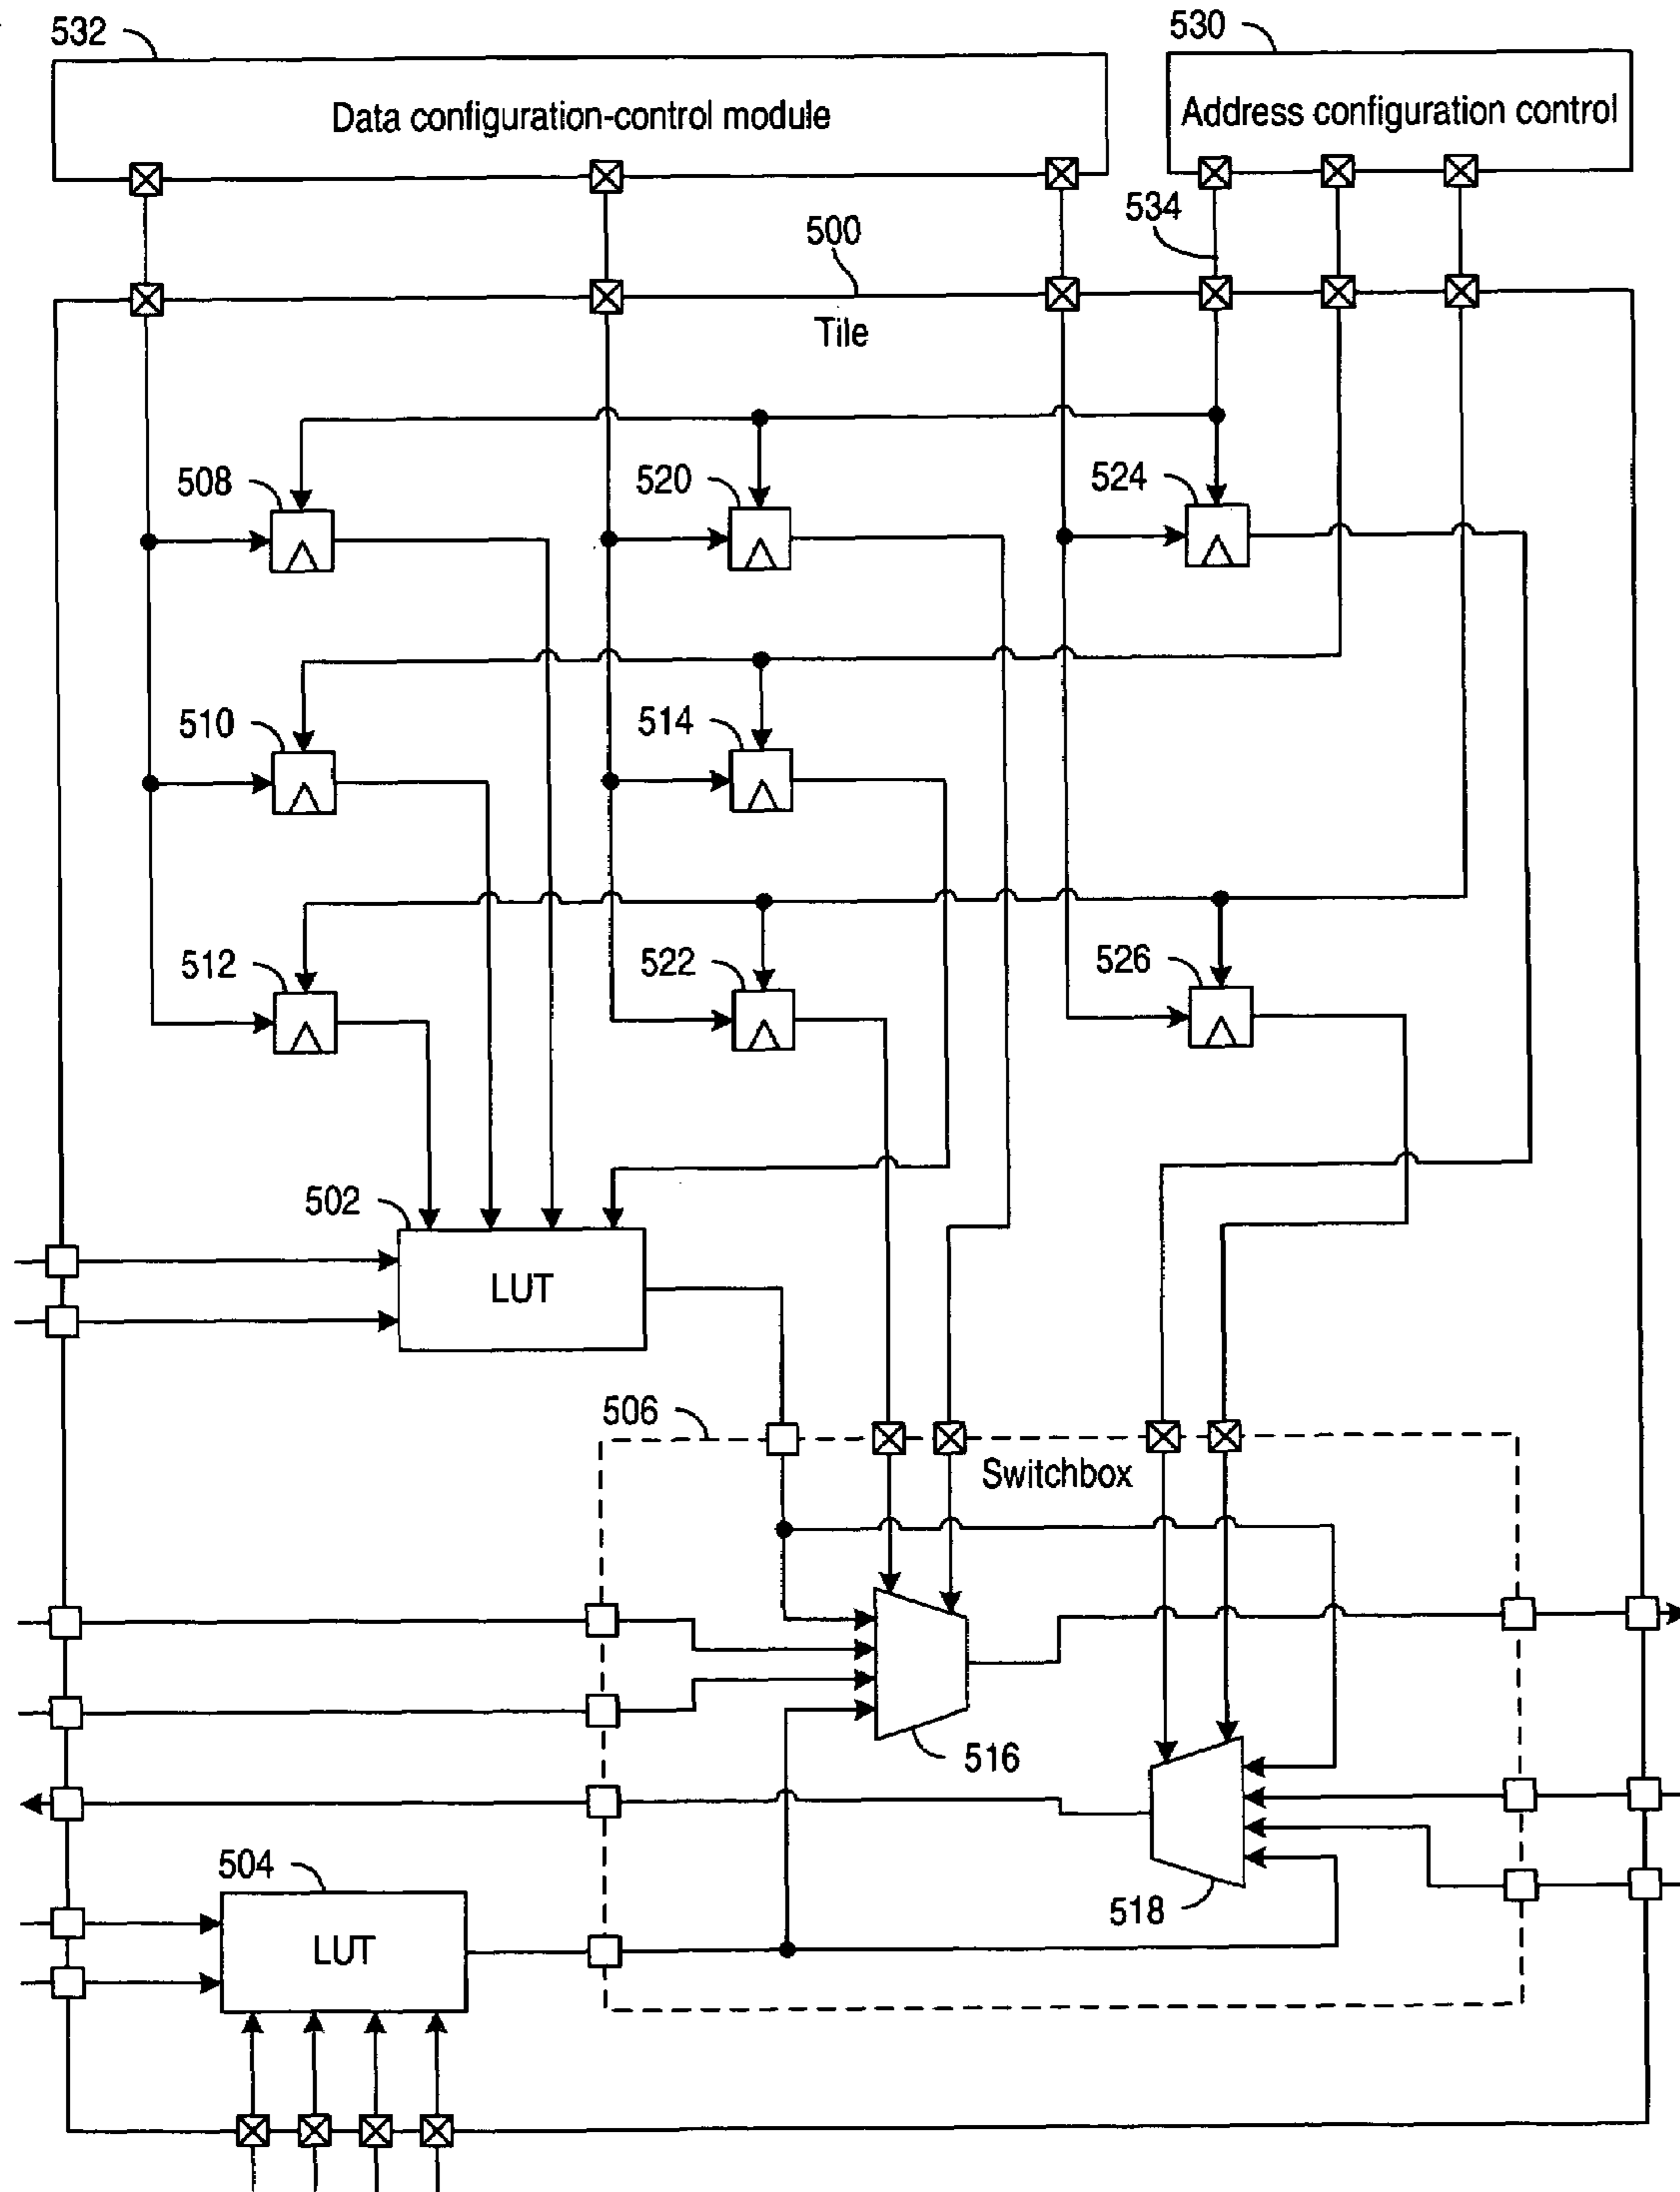 532
530
Data configuration-control module
Address configuration control
534
500
Tile
508
520
524
510
514
512
522
526
502
LUT
506
Switchbox
516
504
518
LUT